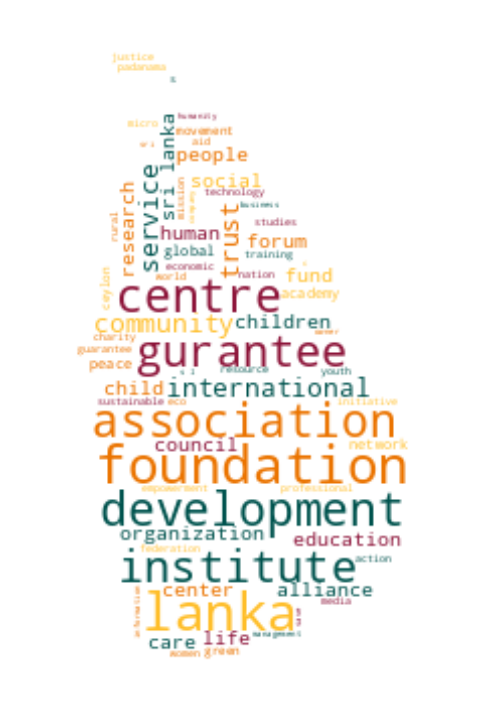 justice
padanama
s
humanity
micro
movement
sri
aid
sri lanka
people
service
mission
social
technology
research
company
business
rural
trust
studies
human
forum
global
training
economic
world
nation
fund
ceylon
centre
academy
community
children
charity
gurantee
guarantee
peace
resource
youth
child
international
sustainable
eco
initiative
association
council
network
foundation
empowerment
professional
development
organization
education
federation
action
institute
information
center
alliance
media
lanka
care
life
management
women
green